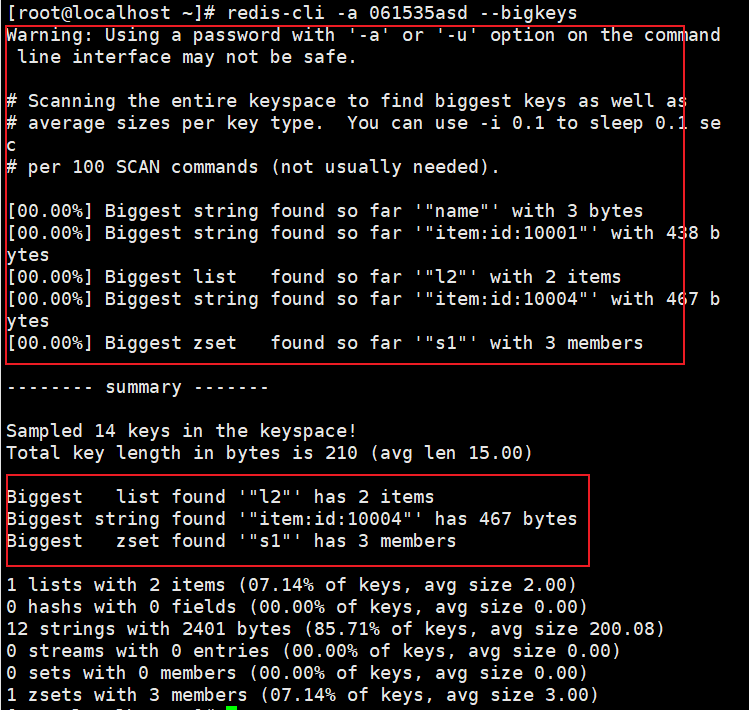 [root@localhost ~]# redis-cli -a 061535asd --bigkeys
Warning: Using a password with '-a' or '-u' option on the command
 line interface may not be safe.

# Scanning the entire keyspace to find biggest keys as well as
# average sizes per key type.  You can use -i 0.1 to sleep 0.1 se
c
# per 100 SCAN commands (not usually needed).

[00.00%] Biggest string found so far '"name"' with 3 bytes
[00.00%] Biggest string found so far '"item:id:10001"' with 438 b
ytes
[00.00%] Biggest list   found so far '"l2"' with 2 items
[00.00%] Biggest string found so far '"item:id:10004"' with 467 b
ytes
[00.00%] Biggest zset   found so far '"s1"' with 3 members

-------- summary -------

Sampled 14 keys in the keyspace!
Total key length in bytes is 210 (avg len 15.00)

Biggest   list found '"l2"' has 2 items
Biggest string found '"item:id:10004"' has 467 bytes
Biggest   zset found '"s1"' has 3 members

1 lists with 2 items (07.14% of keys, avg size 2.00)
0 hashs with 0 fields (00.00% of keys, avg size 0.00)
12 strings with 2401 bytes (85.71% of keys, avg size 200.08)
0 streams with 0 entries (00.00% of keys, avg size 0.00)
0 sets with 0 members (00.00% of keys, avg size 0.00)
1 zsets with 3 members (07.14% of keys, avg size 3.00)